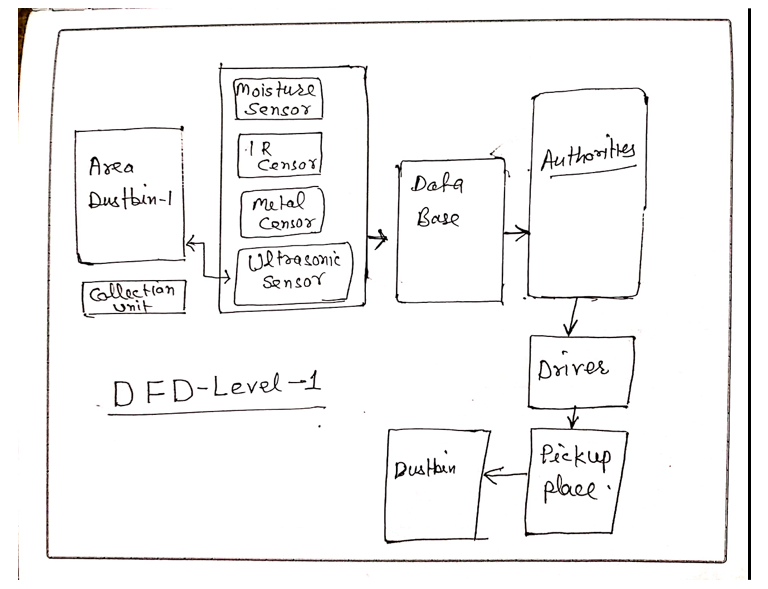 Moisture
Sensor
IR
Censor
Metal
Censor
Ultrasonic
Sensor
Area
Dustbin-1
Collection
unit
Data
Base
Authorities
Driver
Pickup
place.
Dustbin
DFD-Level-1